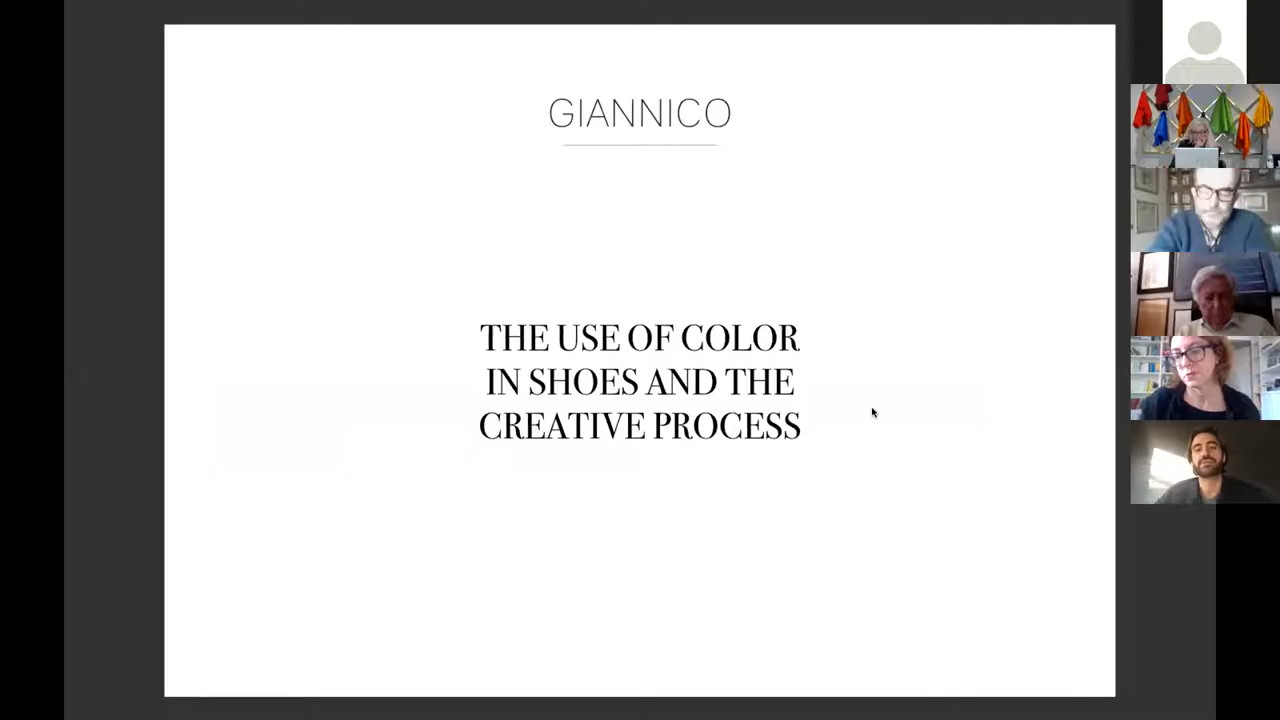 GIANNICO
THE USE OF COLOR
IN SHOES AND THE
CREATIVE PROCESS